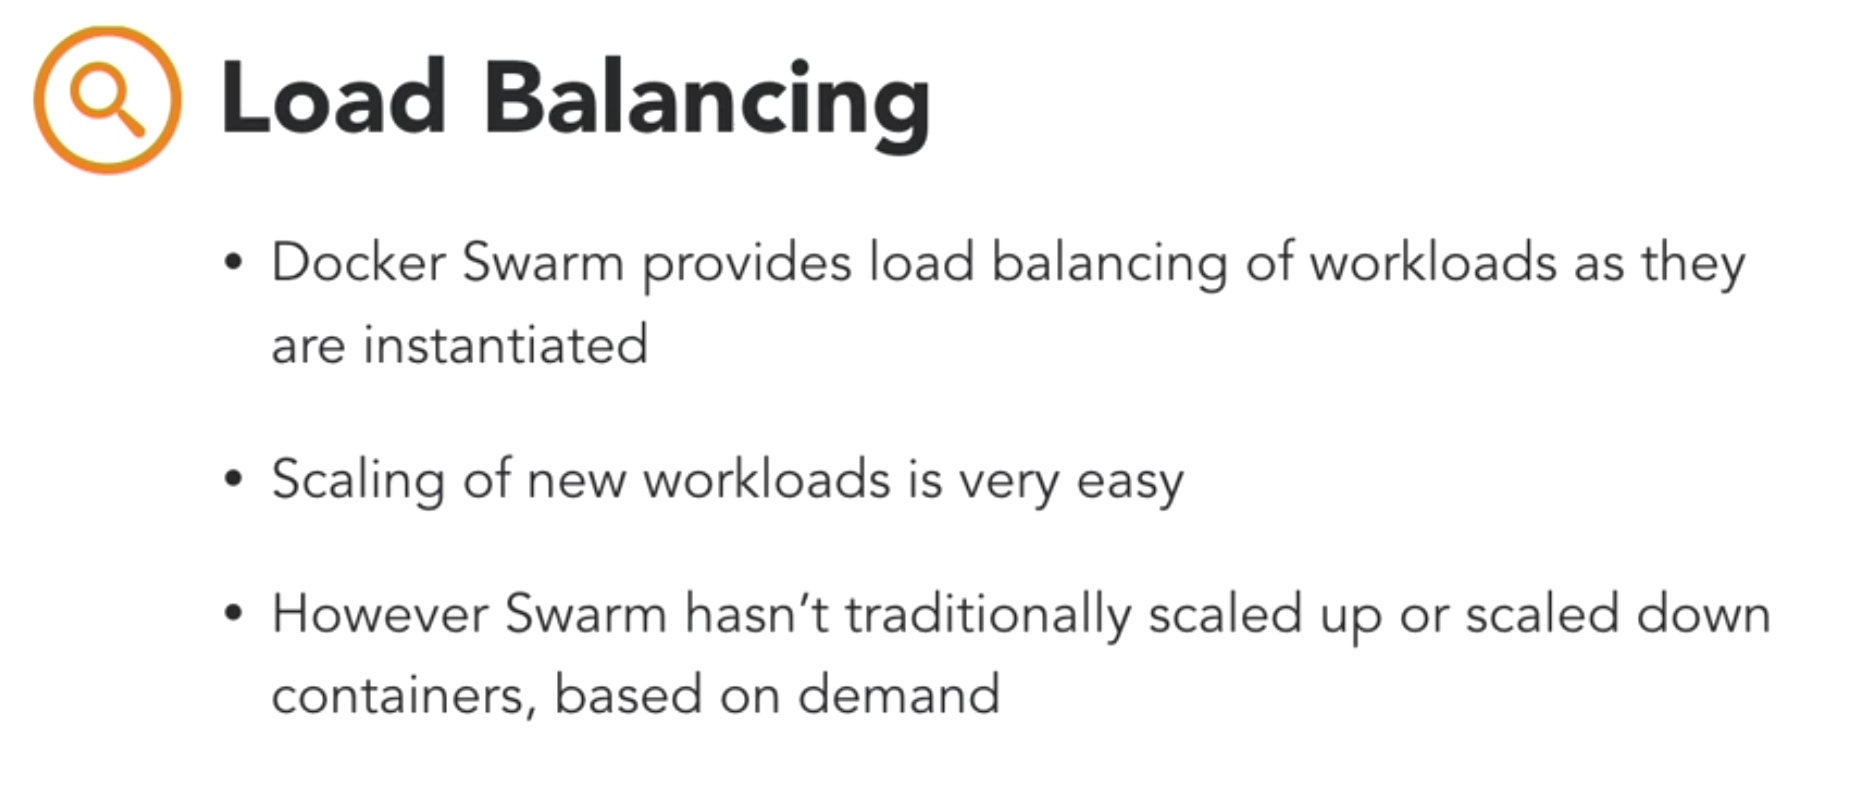 Load Balancing
• Docker Swarm provides load balancing of workloads as they
are instantiated
• Scaling of new workloads is very easy
• However Swarm hasn’t traditionally scaled up or scaled down
containers, based on demand